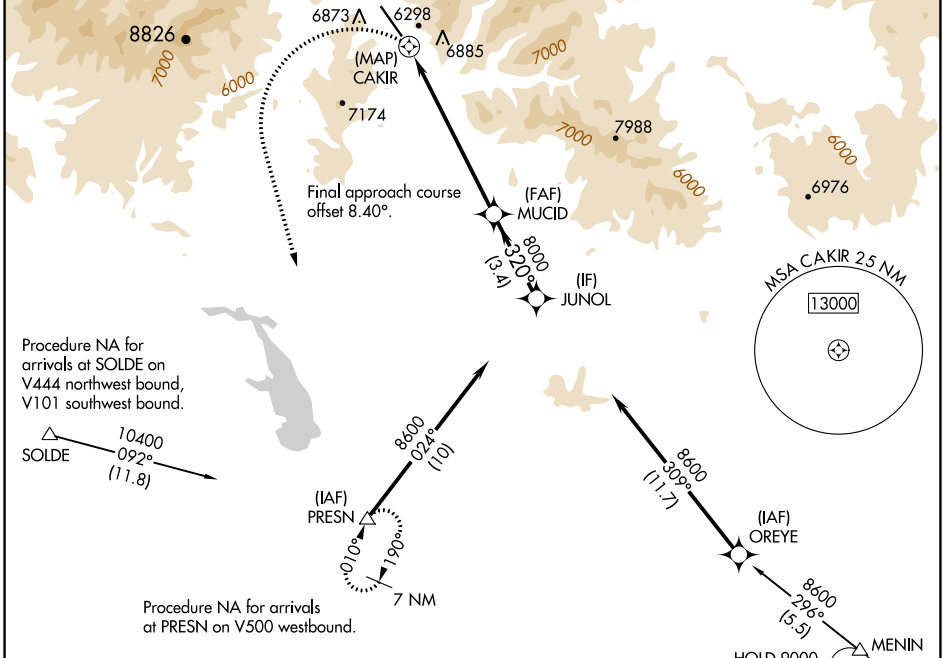 6873
6298
8826
6885
7000
(MAP)
CAKIR
7000
6000
7174
7000
7988
6000
6000
6976
Final approach course
offset 8.40°.
(FAF)
MUCID
8000
320°
(3.4)
(IF)
JUNOL
MSA CAKIR 25 NM
13000
Procedure NA for
arrivals at SOLDE on
V444 northwest bound,
V101 southwest bound.
10400
092°
(11.8)
SOLDE
8600
024°
(10)
8600
309°
(11.7)
(IAF)
PRESN
(IAF)
OREYE
010°
190°
7 NM
8600
296°
(5.5)
Procedure NA for arrivals
at PRESN on V500 westbound.
MENIN
HOLD 9000